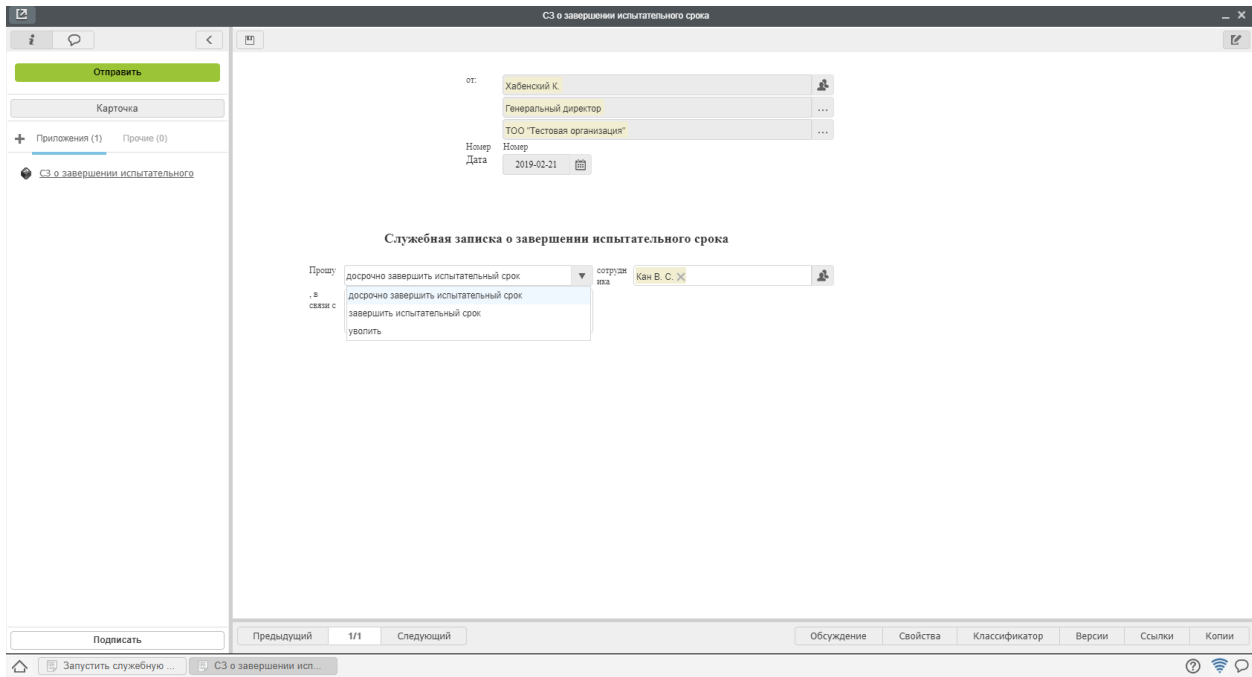 СЗ о завершении испытательного срока
Отправить
Карточка
Приложения (1) Прочие (0)
СЗ о завершении испытательного
от:
Хабенский К.
Генеральный директор
...
ТОО "Тестовая организация"
...
Номер Номер
Дата 2019-02-21
Служебная записка о завершении испытательного срока
Прошу досрочно завершить испытательный срок сотрудн
ика Кан В. С.
, в
связи с
досрочно завершить испытательный срок
завершить испытательный срок
уволить
Подписать
Предыдущий 1/1 Следующий Обсуждение Свойства Классификатор Версии Ссылки Копии
Запустить служебную ... СЗ о завершении исп...